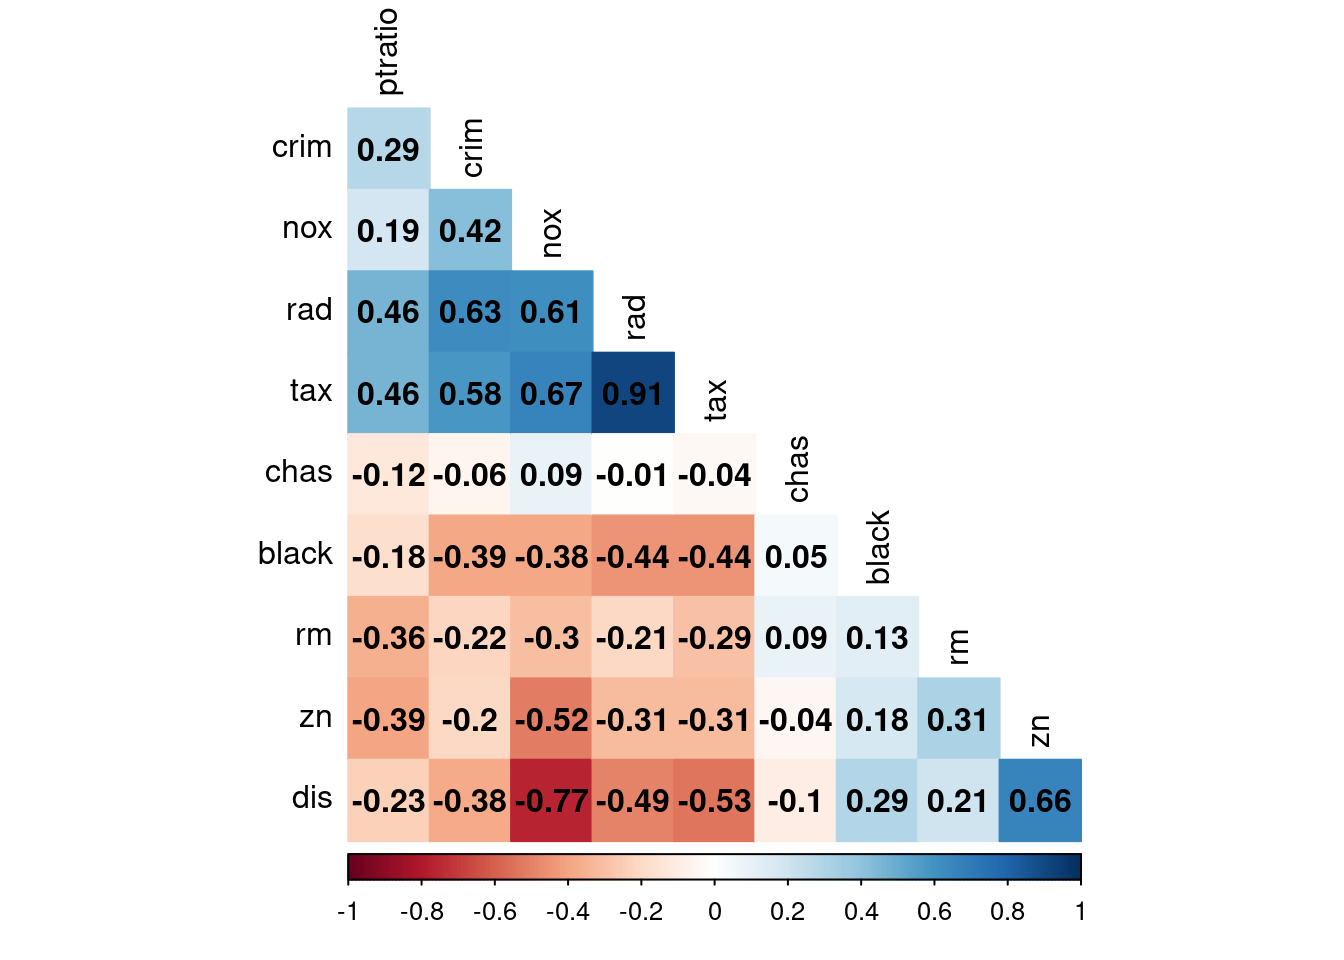 ptratio
crim 0.29 crim
nox 0.19 0.42 nox
rad 0.46 0.63 0.61 rad
tax 0.46 0.58 0.67 0.91 tax
chas -0.12 -0.06 0.09 -0.01 -0.04 chas
black -0.18 -0.39 -0.38 -0.44 -0.44 0.05 black
rm -0.36 -0.22 -0.3 -0.21 -0.29 0.09 0.13 rm
zn -0.39 -0.2 -0.52 -0.31 -0.31 -0.04 0.18 0.31 zn
dis -0.23 -0.38 -0.77 -0.49 -0.53 -0.1 0.29 0.21 0.66
-1 -0.8 -0.6 -0.4 -0.2 0 0.2 0.4 0.6 0.8 1